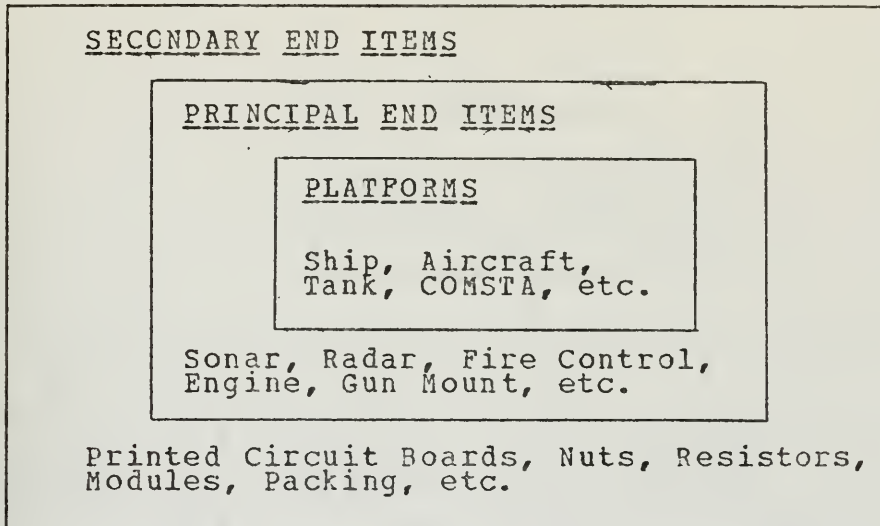 SECONDARY END ITEMS
PRINCIPAL END ITEMS
PLATFORMS
Ship, Aircraft,
Tank, COMSTA, etc.
Sonar, Radar, Fire Control,
Engine, Gun Mount, etc.
Printed Circuit Boards, Nuts, Resistors,
Modules, Packing, etc.